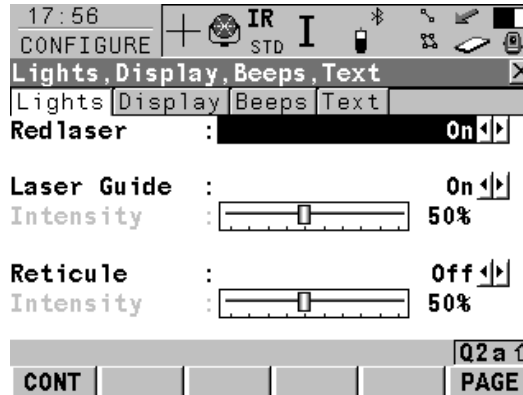 17:56
CONFIGURE
IR
STD
I
Lights,Display,Beeps,Text
Lights Display Beeps Text
Redlaser : On
Laser Guide : On
Intensity : 50%
Reticule : Off
Intensity : 50%
Q2a
CONT PAGE